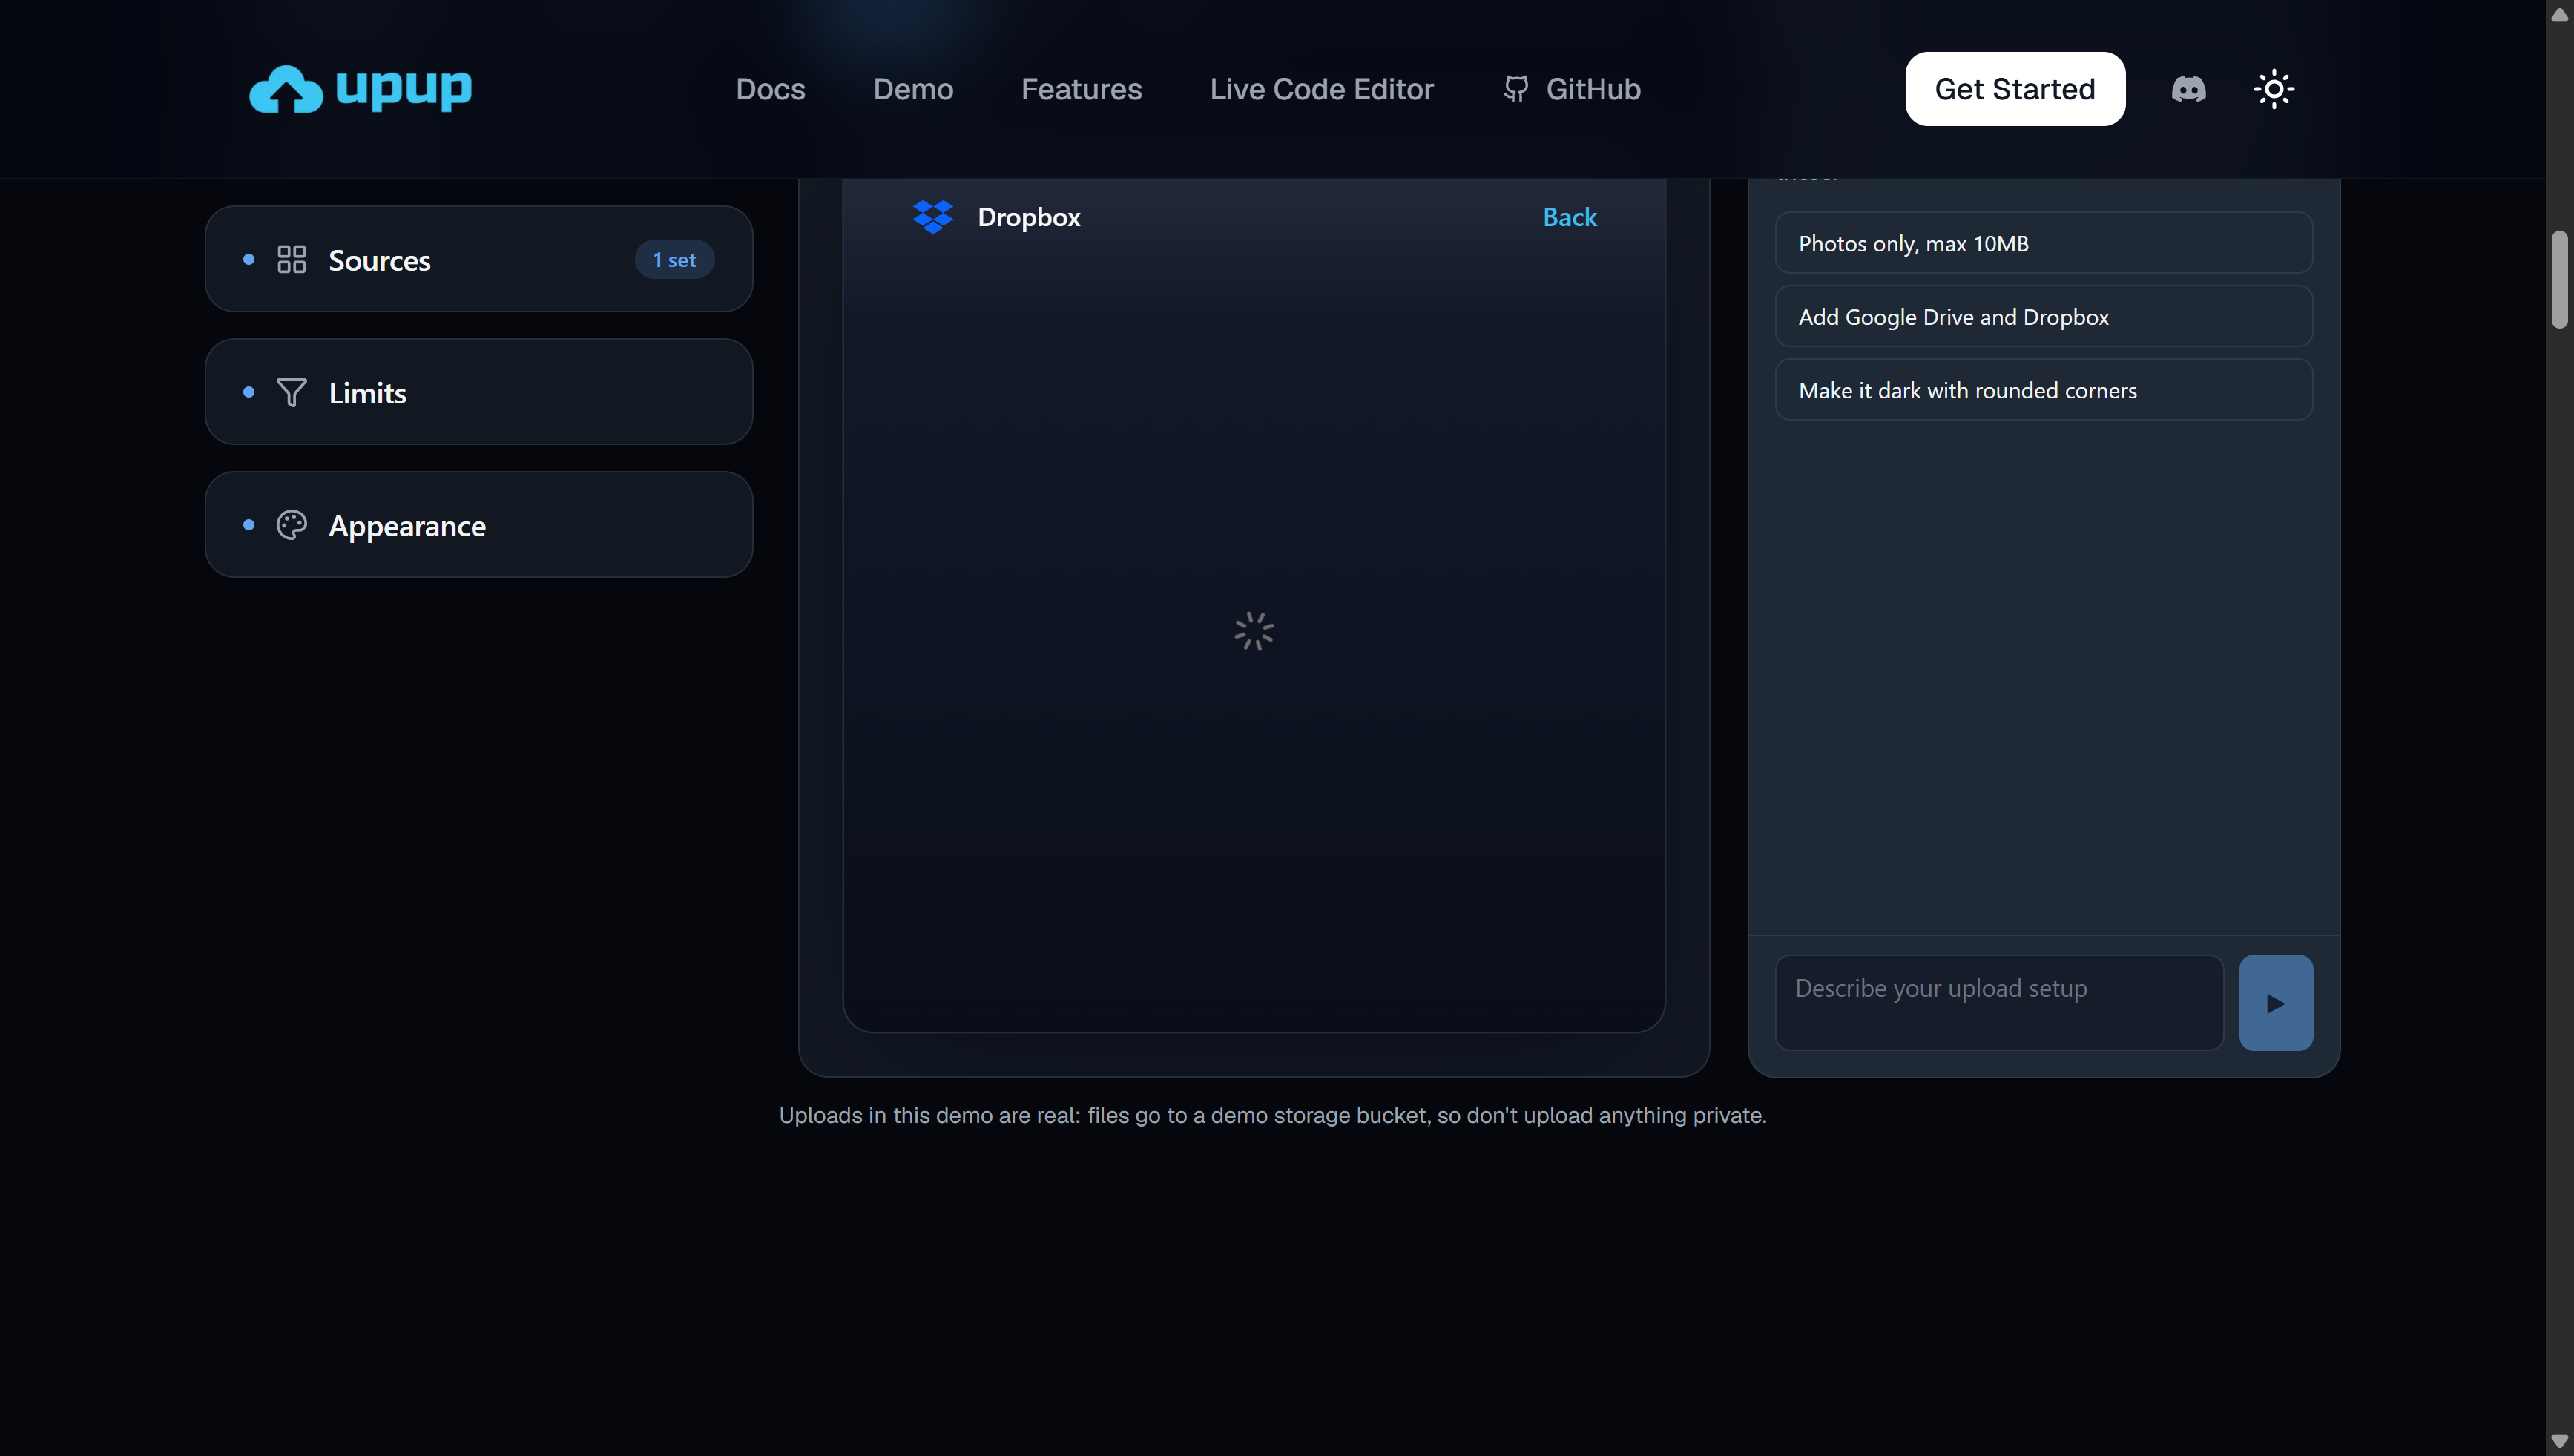 upup
Docs
Demo
Features
Live Code Editor
GitHub
Get Started
Sources
1 set
Limits
Appearance
Dropbox
Back
Photos only, max 10MB
Add Google Drive and Dropbox
Make it dark with rounded corners
Describe your upload setup
Uploads in this demo are real: files go to a demo storage bucket, so don't upload anything private.